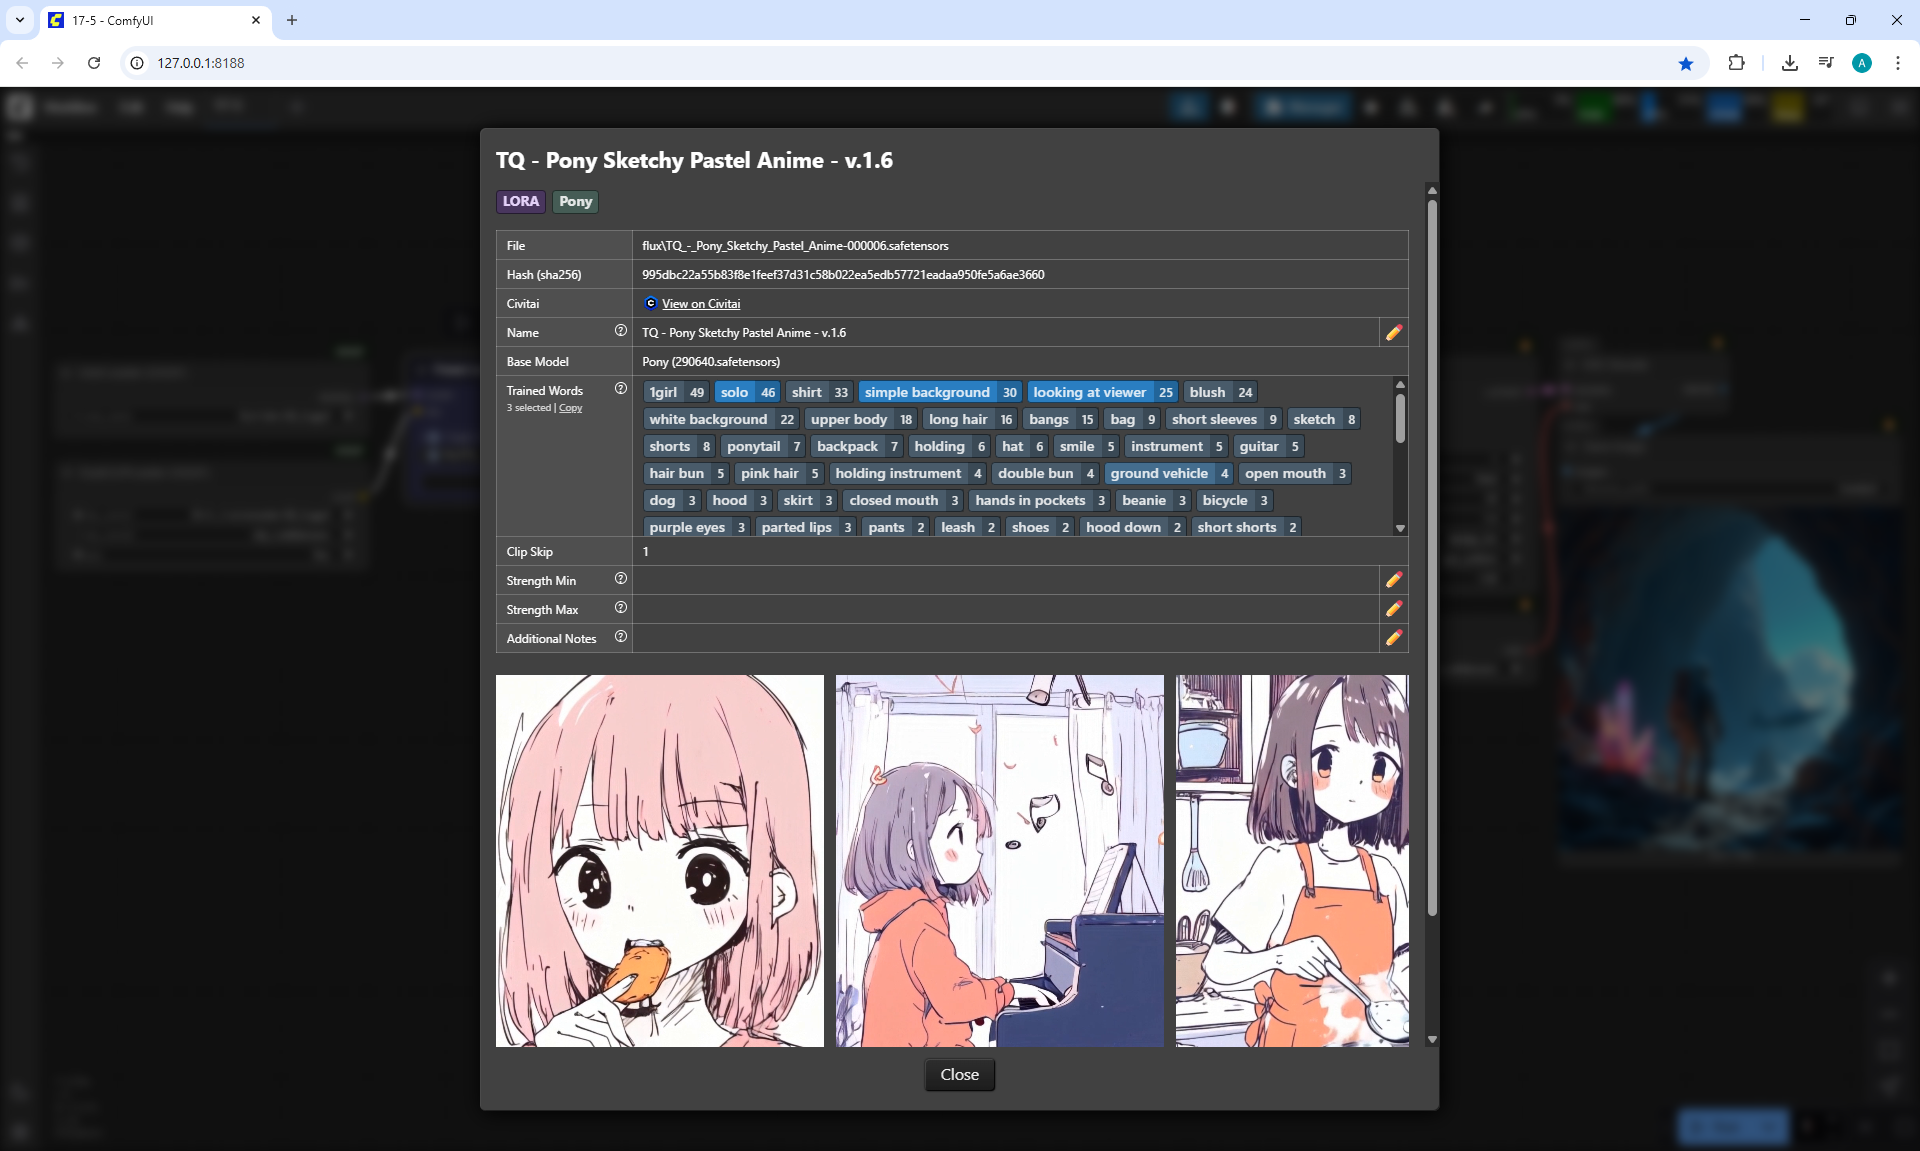 17-5 - ComfyUI
127.0.0.1:8188
A
TQ - Pony Sketchy Pastel Anime - v.1.6
LORA Pony
File flux\TQ_-_Pony_Sketchy_Pastel_Anime-000006.safetensors
Hash (sha256) 995dbc22a55b83f8e1feef37d31c58b022ea5edb57721eadaa950fe5a6ae3660
Civitai View on Civitai
Name TQ - Pony Sketchy Pastel Anime - v.1.6
Base Model Pony (290640.safetensors)
Trained Words 1girl 49 solo 46 shirt 33 simple background 30 looking at viewer 25 blush 24
3 selected | Copy
white background 22 upper body 18 long hair 16 bangs 15 bag 9 short sleeves 9 sketch 8
shorts 8 ponytail 7 backpack 7 holding 6 hat 6 smile 5 instrument 5 guitar 5
hair bun 5 pink hair 5 holding instrument 4 double bun 4 ground vehicle 4 open mouth 3
dog 3 hood 3 skirt 3 closed mouth 3 hands in pockets 3 beanie 3 bicycle 3
purple eyes 3 parted lips 3 pants 2 leash 2 shoes 2 hood down 2 short shorts 2
Clip Skip 1
Strength Min
Strength Max
Additional Notes
Close